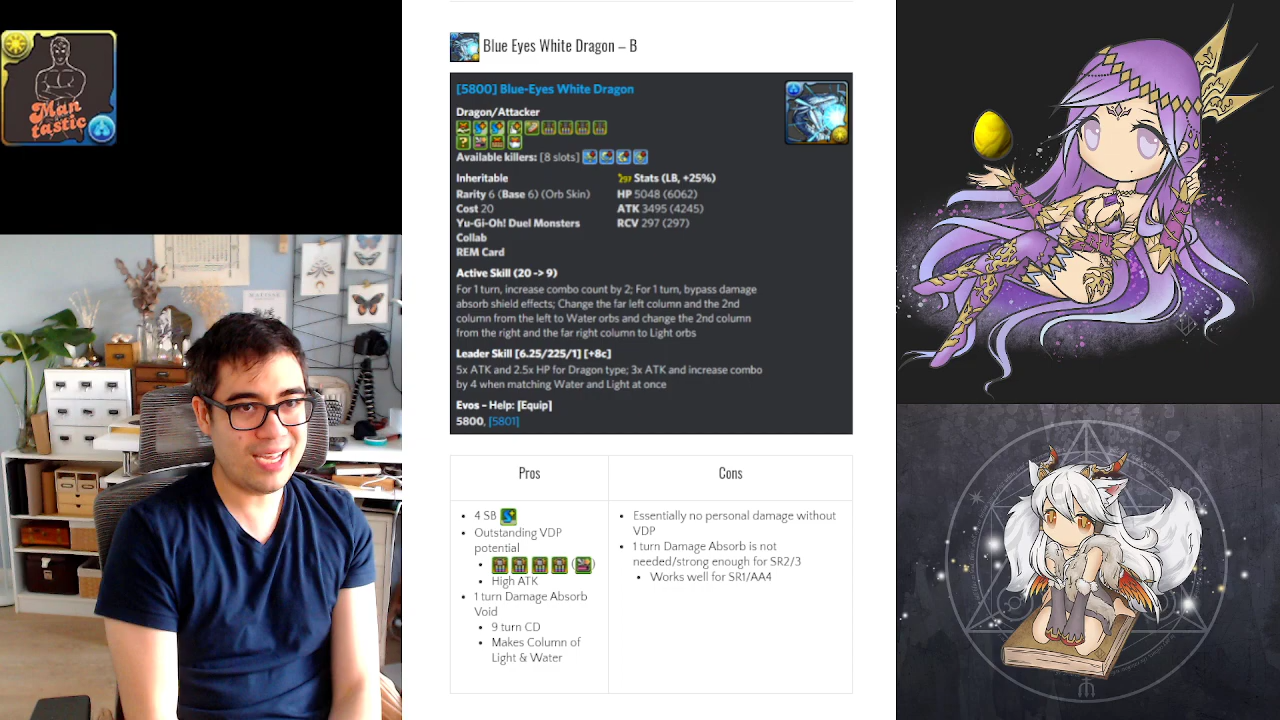 Man
tastic
Blue Eyes White Dragon – B
[5800] Blue-Eyes White Dragon
Dragon/Attacker
Available killers: [8 slots]
Inheritable
Rarity 6 (Base 6) (Orb Skin)
Cost 20
Yu-Gi-Oh! Duel Monsters
Collab
REM Card
297 Stats (LB, +25%)
HP 5048 (6062)
ATK 3495 (4245)
RCV 297 (297)
Active Skill (20 -> 9)
For 1 turn, increase combo count by 2; For 1 turn, bypass damage
absorb shield effects; Change the far left column and the 2nd
column from the left to Water orbs and change the 2nd column
from the right and the far right column to Light orbs
Leader Skill [6.25/225/1] [+8c]
5x ATK and 2.5x HP for Dragon type; 3x ATK and increase combo
by 4 when matching Water and Light at once
Evos – Help: [Equip]
5800, [5801]
Pros
Cons
4 SB
Outstanding VDP
potential
( )
High ATK
1 turn Damage Absorb
Void
9 turn CD
Makes Column of
Light & Water
Essentially no personal damage without
VDP
1 turn Damage Absorb is not
needed/strong enough for SR2/3
Works well for SR1/AA4